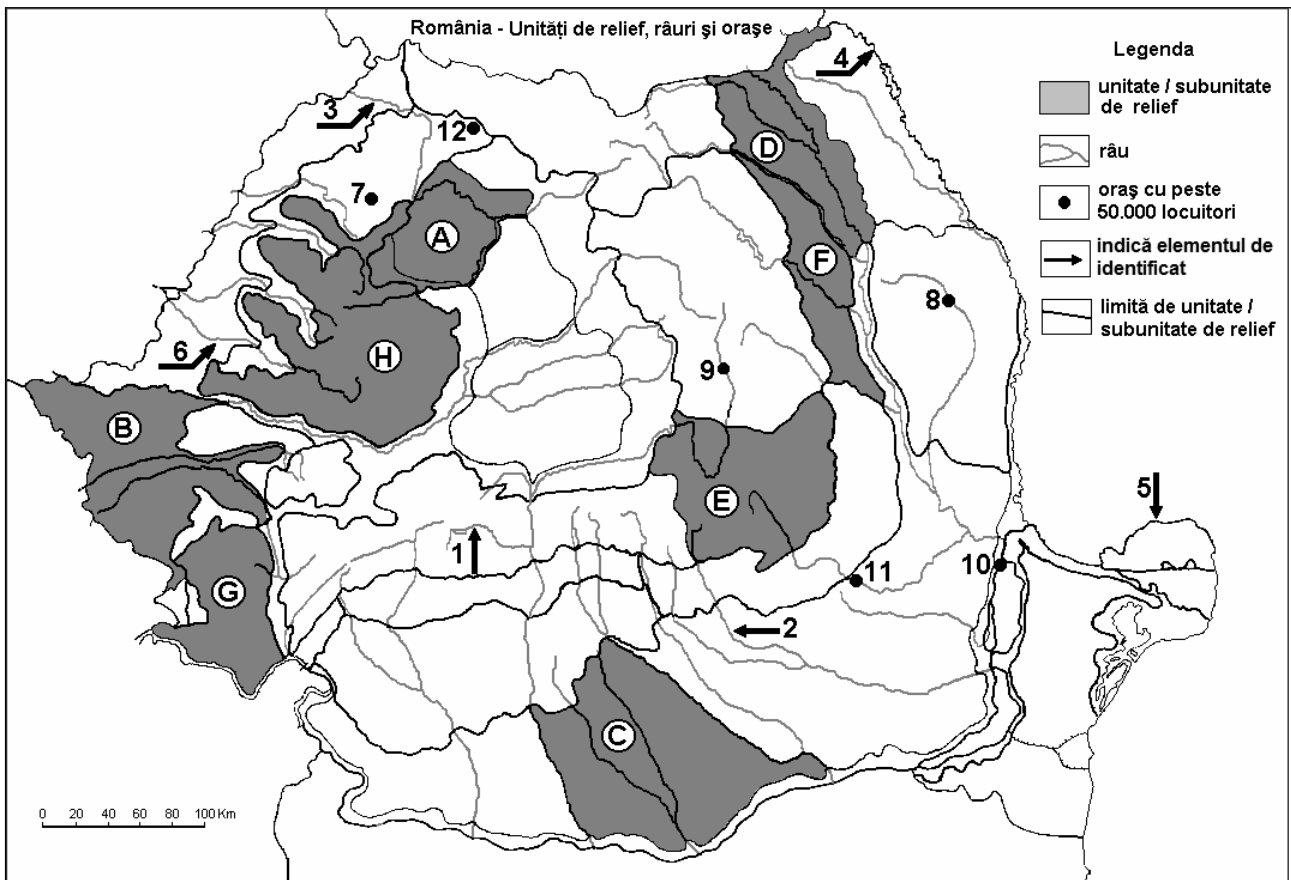 România - Unități de relief, râuri și orașe
Legenda
unitate / subunitate
de relief
râu
oraș cu peste
50.000 locuitori
indică elementul de
identificat
limită de unitate /
subunitate de relief
4
3
12
D
7
A
F
8
H
6
9
B
E
5
1
10
11
G
2
C
0 20 40 60 80 100 Km